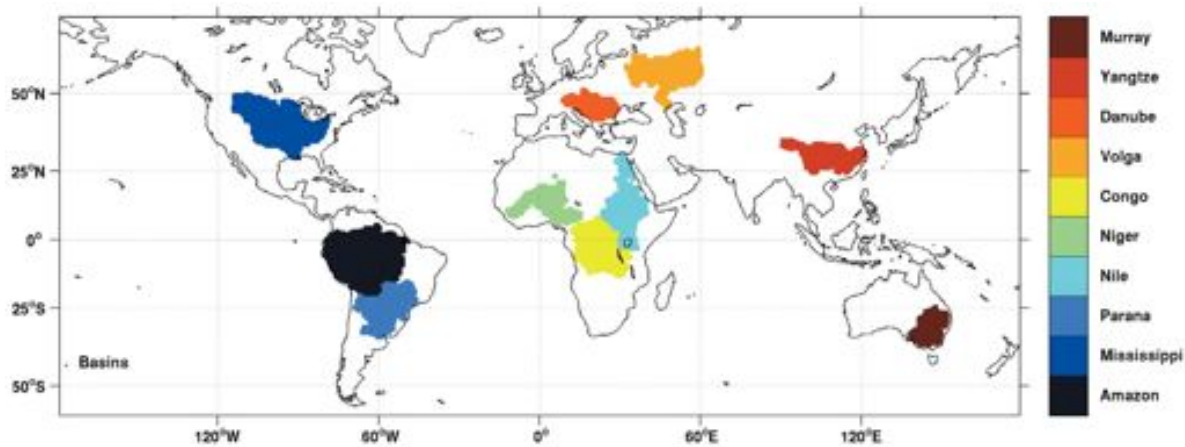 50°N
25°N
0°
25°S
50°S
Basins
120°W
60°W
0°
60°E
120°E
Murray
Yangtze
Danube
Volga
Congo
Niger
Nile
Parana
Mississippi
Amazon